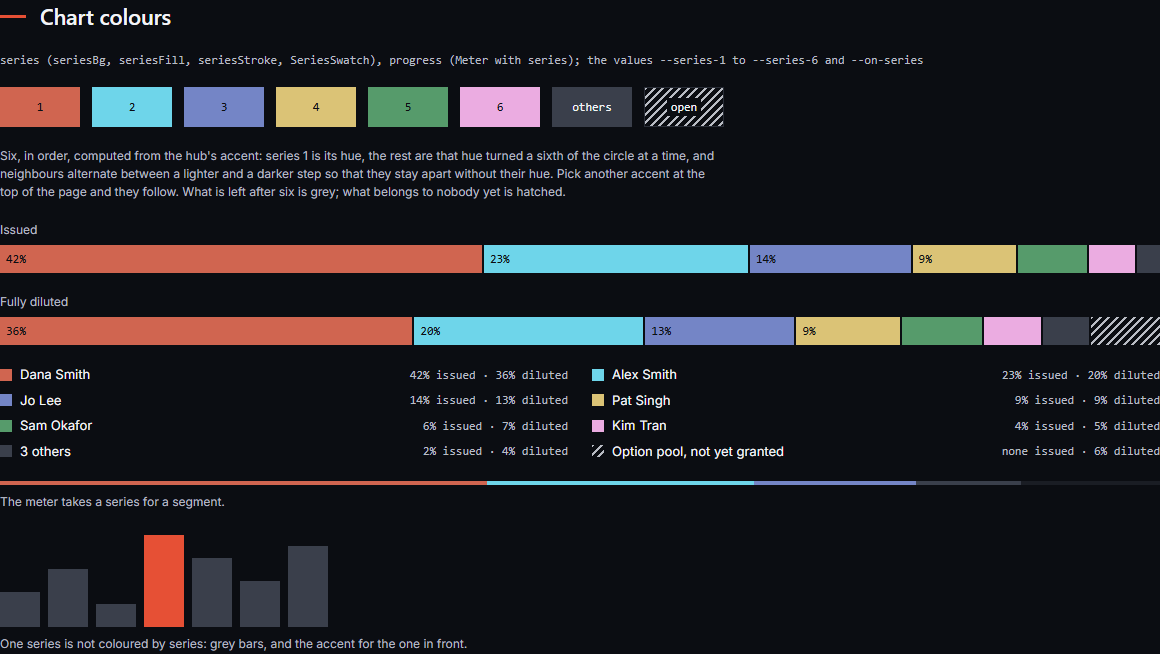 Chart colours
series (seriesBg, seriesFill, seriesStroke, SeriesSwatch), progress (Meter with series); the values --series-1 to --series-6 and --on-series
1 2 3 4 5 6 others open
Six, in order, computed from the hub's accent: series 1 is its hue, the rest are that hue turned a sixth of the circle at a time, and
neighbours alternate between a lighter and a darker step so that they stay apart without their hue. Pick another accent at the
top of the page and they follow. What is left after six is grey; what belongs to nobody yet is hatched.
Issued
42% 23% 14% 9%
Fully diluted
36% 20% 13% 9%
Dana Smith 42% issued · 36% diluted Alex Smith 23% issued · 20% diluted
Jo Lee 14% issued · 13% diluted Pat Singh 9% issued · 9% diluted
Sam Okafor 6% issued · 7% diluted Kim Tran 4% issued · 5% diluted
3 others 2% issued · 4% diluted Option pool, not yet granted none issued · 6% diluted
The meter takes a series for a segment.
One series is not coloured by series: grey bars, and the accent for the one in front.